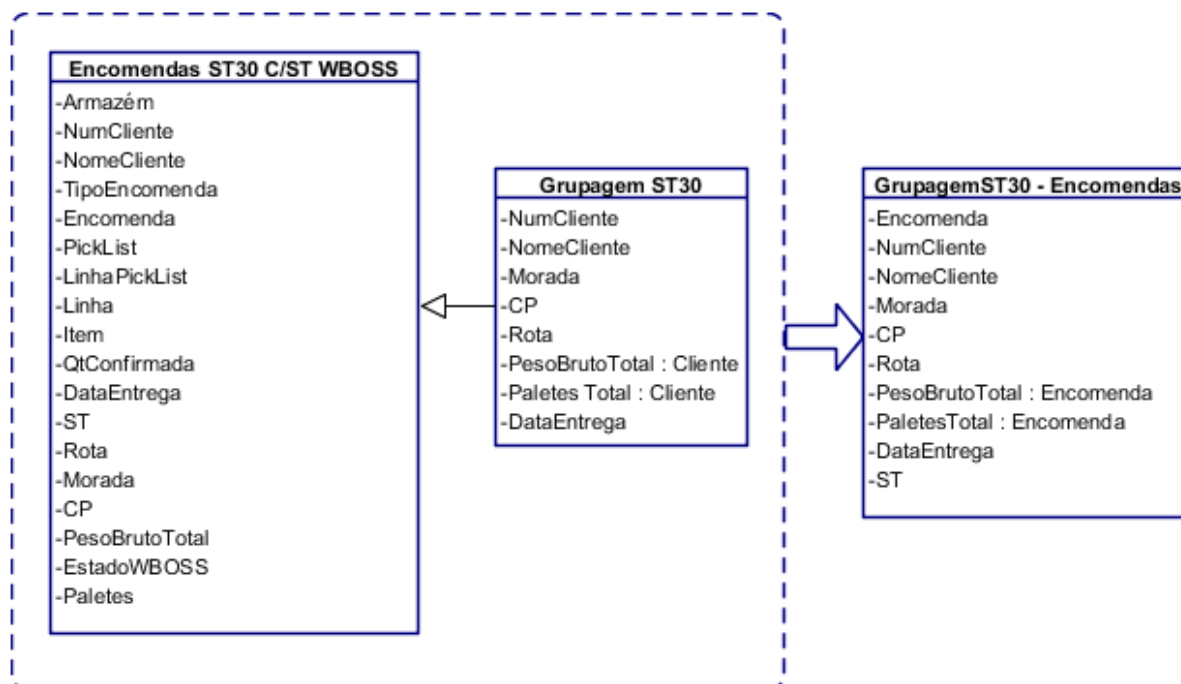 Encomendas ST30 C/ST WBOSS
-Armazém
-NumCliente
-NomeCliente
-TipoEncomenda
-Encomenda
-PickList
-LinhaPickList
-Linha
-Item
-QtConfirmada
-DataEntrega
-ST
-Rota
-Morada
-CP
-PesoBrutoTotal
-EstadoWBOSS
-Paletes
Grupagem ST30
-NumCliente
-NomeCliente
-Morada
-CP
-Rota
-PesoBrutoTotal : Cliente
-Paletes Total : Cliente
-DataEntrega
GrupagemST30 - Encomendas
-Encomenda
-NumCliente
-NomeCliente
-Morada
-CP
-Rota
-PesoBrutoTotal : Encomenda
-PaletesTotal : Encomenda
-DataEntrega
-ST